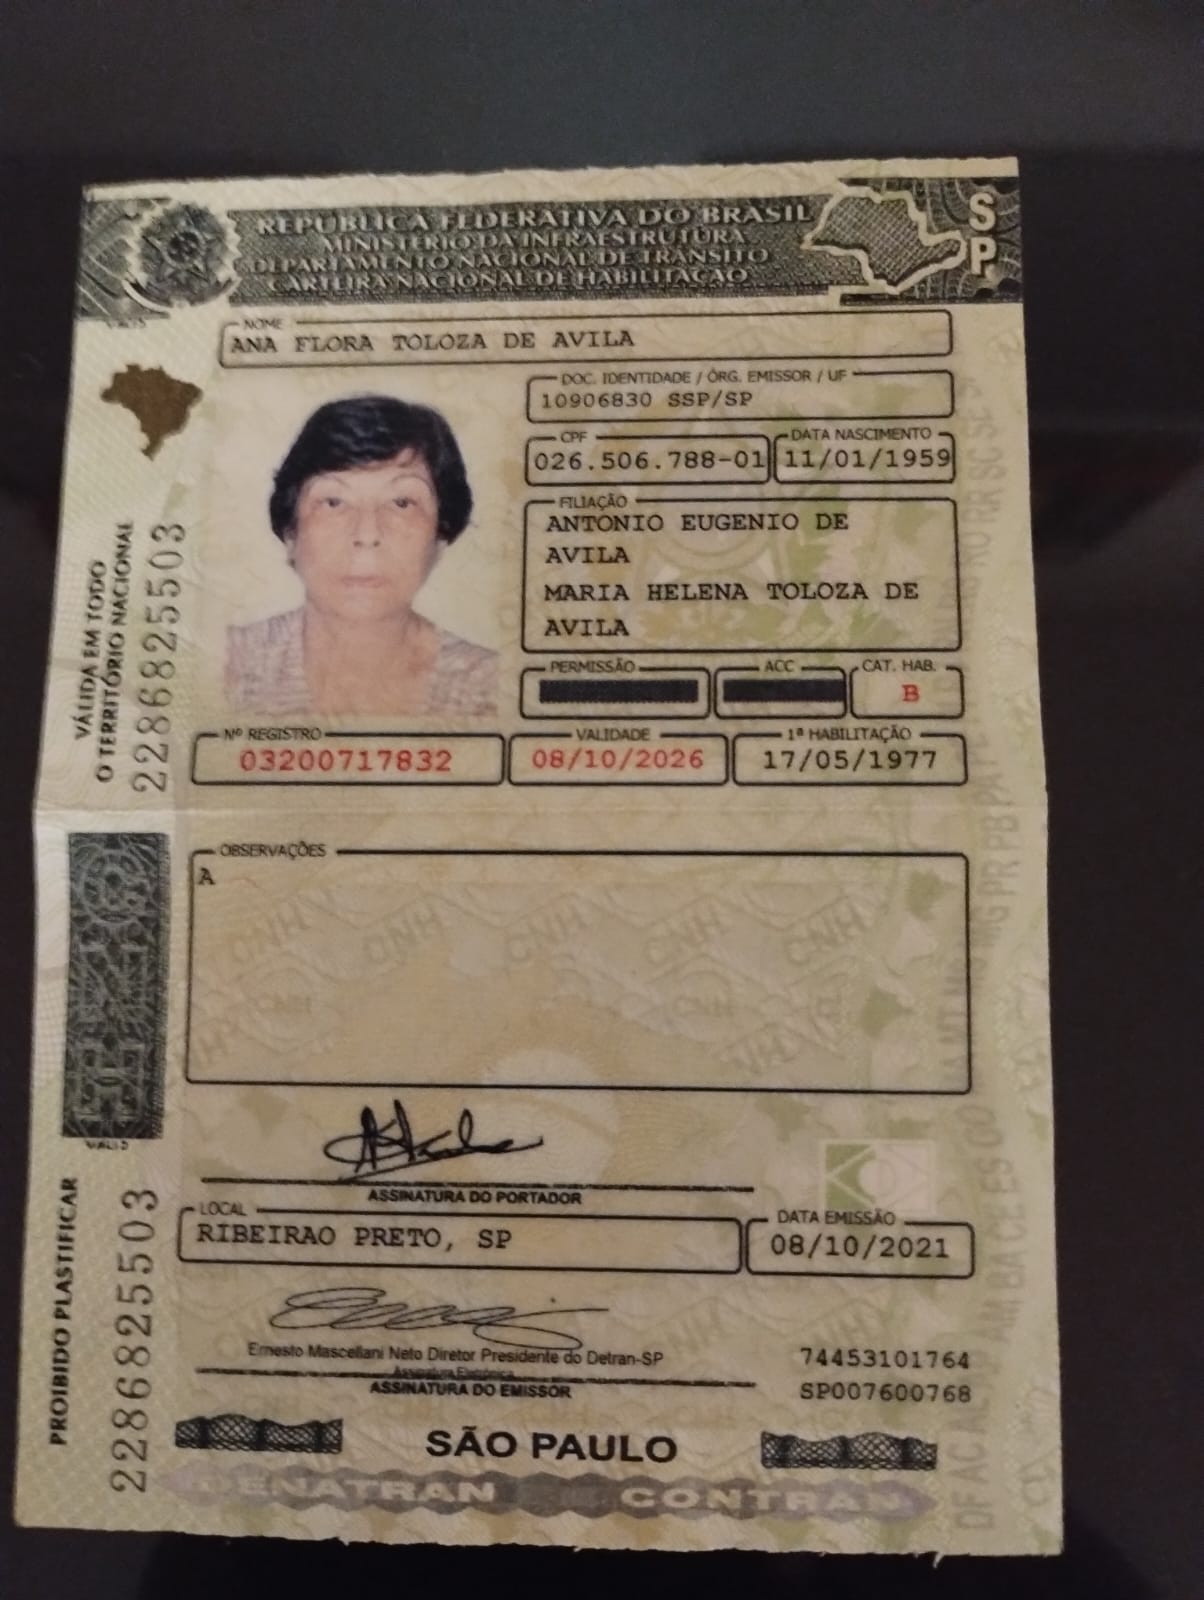 REPÚBLICA FEDERATIVA DO BRASIL
MINISTÉRIO DA INFRAESTRUTURA
DEPARTAMENTO NACIONAL DE TRÂNSITO
CARTEIRA NACIONAL DE HABILITAÇÃO
SP
NOME
ANA FLORA TOLOZA DE AVILA
DOC. IDENTIDADE / ÓRG. EMISSOR / UF
10906830 SSP/SP
CPF
026.506.788-01
DATA NASCIMENTO
11/01/1959
FILIAÇÃO
ANTONIO EUGENIO DE
AVILA
MARIA HELENA TOLOZA DE
AVILA
PERMISSÃO
ACC
CAT. HAB.
B
Nº REGISTRO
03200717832
VALIDADE
08/10/2026
1ª HABILITAÇÃO
17/05/1977
VÁLIDA EM TODO
O TERRITÓRIO NACIONAL
2286825503
OBSERVAÇÕES
A
ASSINATURA DO PORTADOR
LOCAL
RIBEIRAO PRETO, SP
DATA EMISSÃO
08/10/2021
Ernesto Mascellani Neto Diretor Presidente do Detran-SP
Assinatura Eletrônica
ASSINATURA DO EMISSOR
74453101764
SP007600768
PROIBIDO PLASTIFICAR
2286825503
SÃO PAULO
DENATRAN CONTRAN